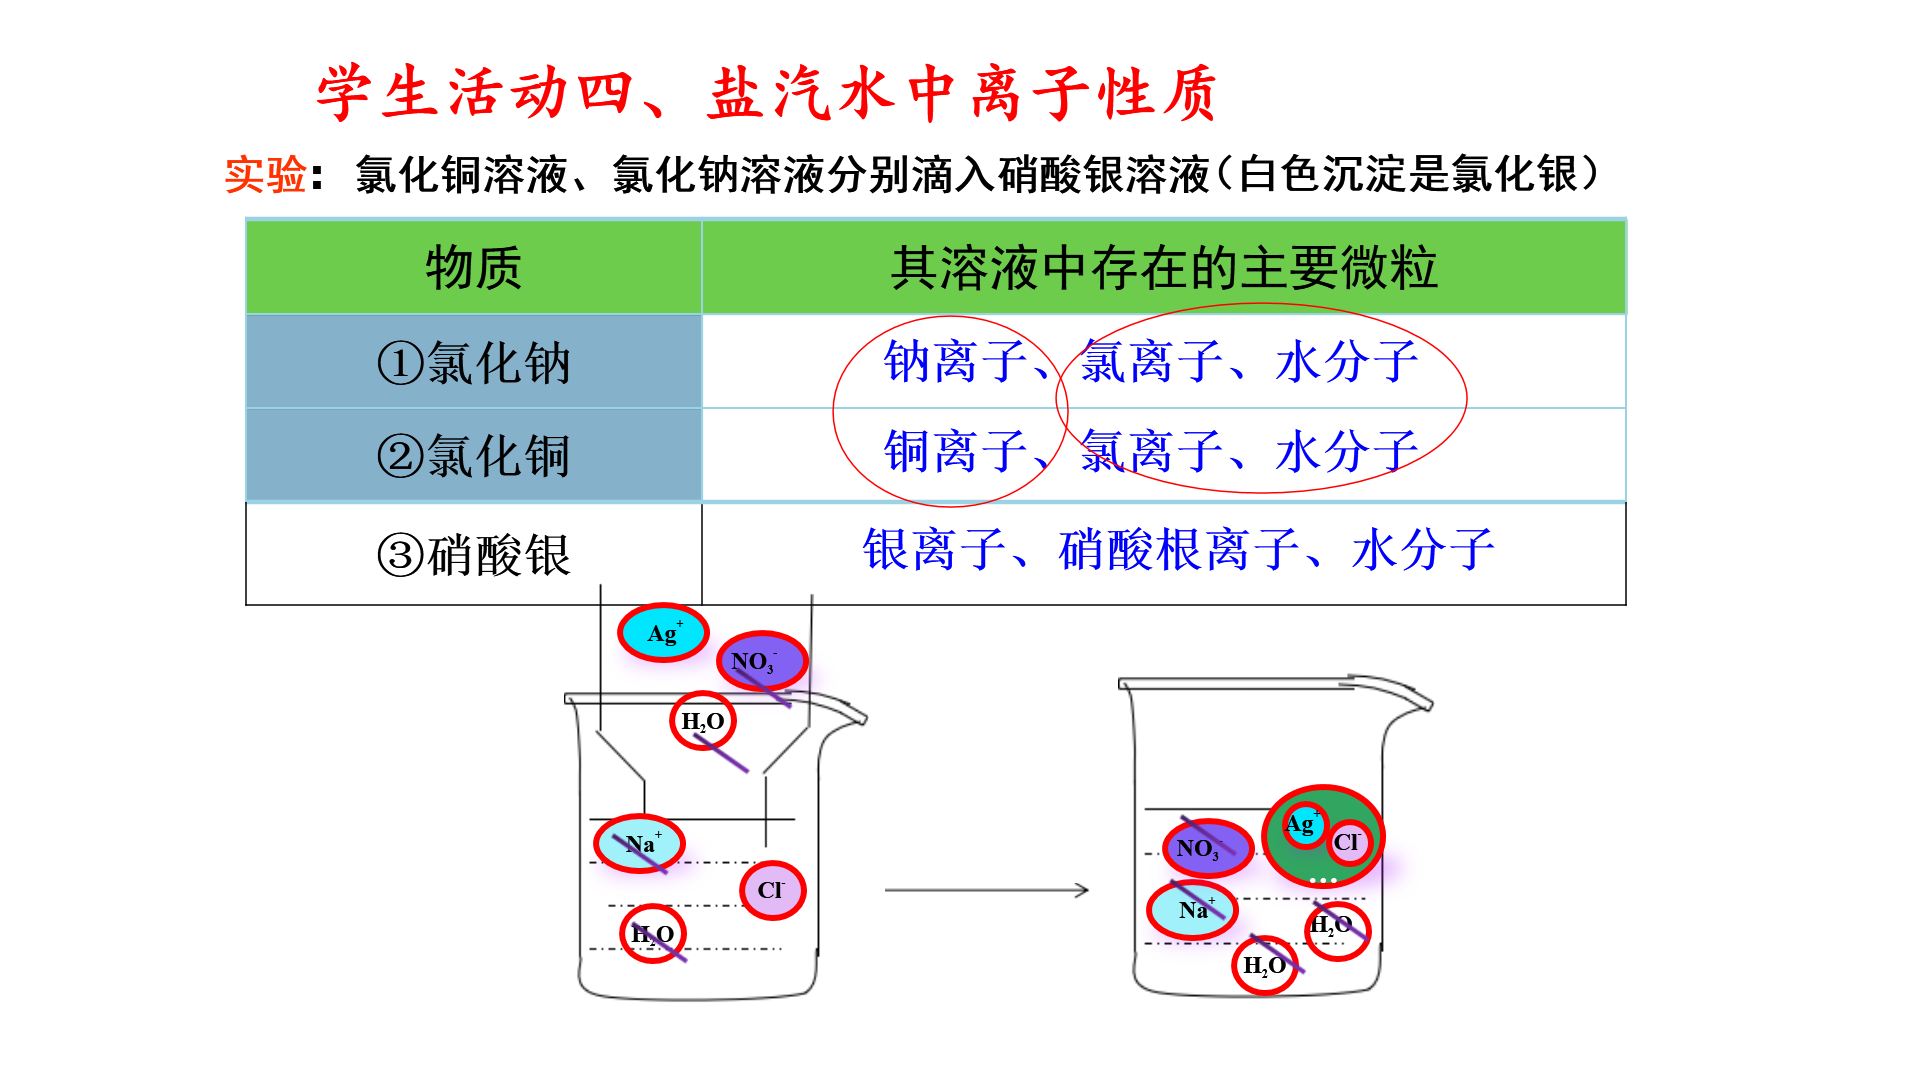 学生活动四、盐汽水中离子性质
实验：氯化铜溶液、氯化钠溶液分别滴入硝酸银溶液（白色沉淀是氯化银）
物质 其溶液中存在的主要微粒
①氯化钠 钠离子、氯离子、水分子
②氯化铜 铜离子、氯离子、水分子
③硝酸银 银离子、硝酸根离子、水分子
Ag⁺
NO₃⁻
H₂O
Na⁺
Cl⁻
H₂O
Ag⁺
Cl⁻
NO₃⁻
...
Na⁺
H₂O
H₂O